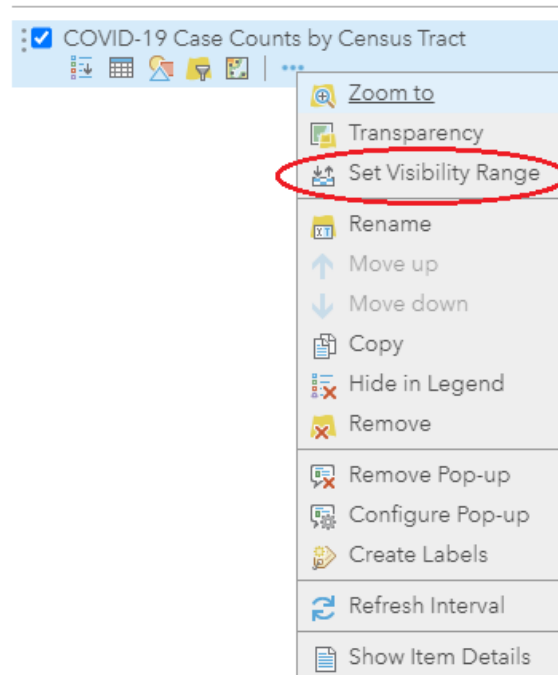 COVID-19 Case Counts by Census Tract
Zoom to
Transparency
Set Visibility Range
Rename
Move up
Move down
Copy
Hide in Legend
Remove
Remove Pop-up
Configure Pop-up
Create Labels
Refresh Interval
Show Item Details